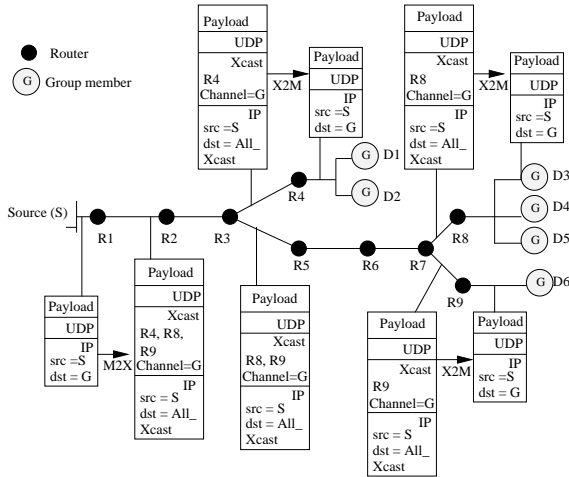 Router
G
Group member
Payload
UDP
Xcast
R4
Channel=G
IP
src =S
dst = All_
Xcast
X2M
Payload
UDP
IP
src =S
dst = G
Payload
UDP
Xcast
R8
Channel=G
IP
src =S
dst = All_
Xcast
X2M
Payload
UDP
IP
src =S
dst = G
G D1
G D2
R4
G D3
G D4
G D5
R8
Source (S)
R1
R2
R3
R5
R6
R7
R9
G D6
Payload
UDP
IP
src =S
dst = G
M2X
Payload
UDP
Xcast
R4, R8,
R9
Channel=G
IP
src = S
dst = All_
Xcast
Payload
UDP
Xcast
R8, R9
Channel=G
IP
src = S
dst = All_
Xcast
Payload
UDP
Xcast
R9
Channel=G
IP
src = S
dst = All_
Xcast
X2M
Payload
UDP
IP
src =S
dst = G